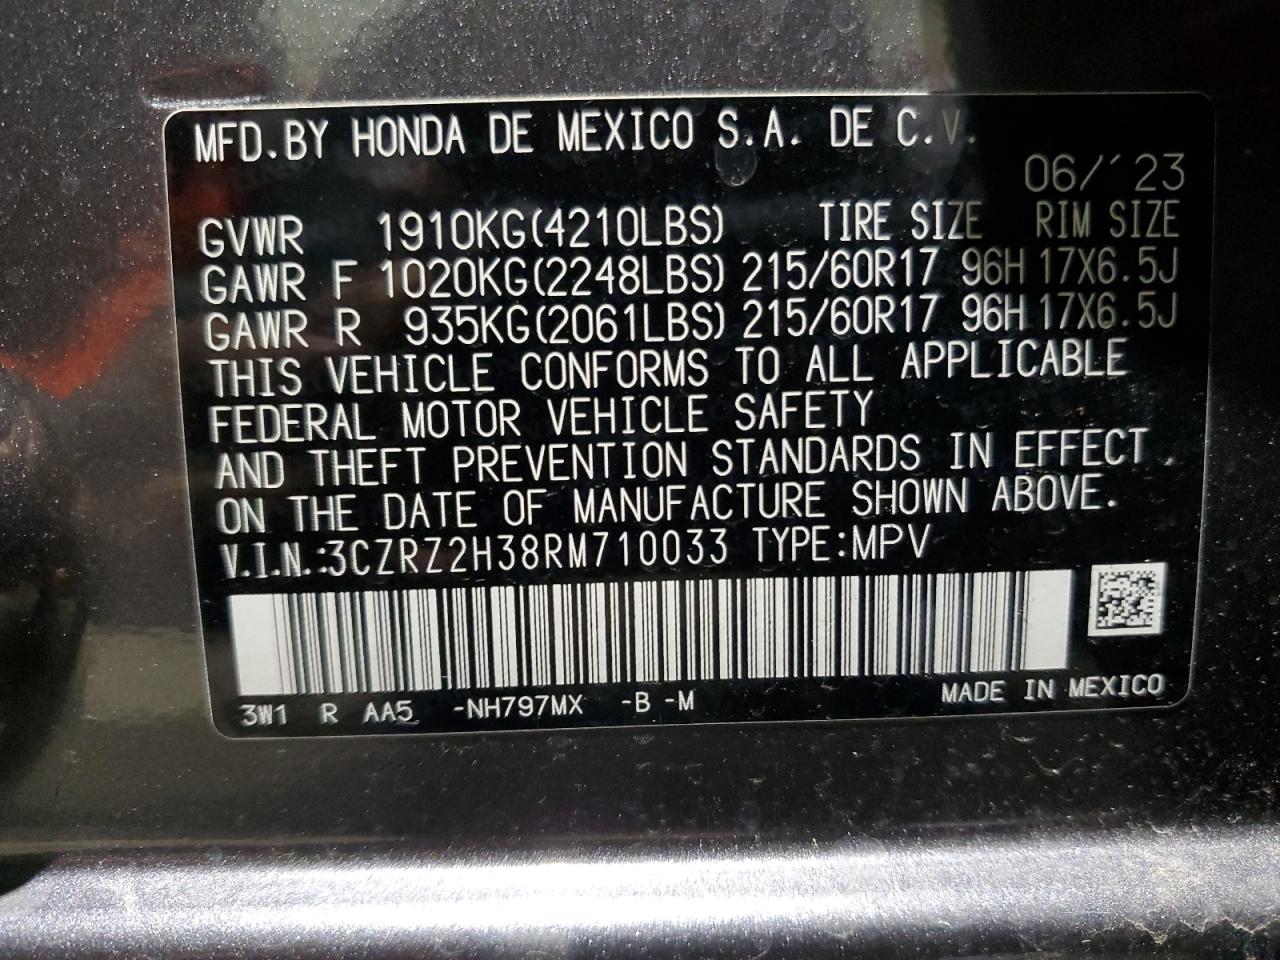 MFD.BY HONDA DE MEXICO S.A. DE C.V.
06/'23
GVWR 1910KG(4210LBS) TIRE SIZE RIM SIZE
GAWR F 1020KG(2248LBS) 215/60R17 96H 17X6.5J
GAWR R 935KG(2061LBS) 215/60R17 96H 17X6.5J
THIS VEHICLE CONFORMS TO ALL APPLICABLE
FEDERAL MOTOR VEHICLE SAFETY
AND THEFT PREVENTION STANDARDS IN EFFECT
ON THE DATE OF MANUFACTURE SHOWN ABOVE.
V.I.N.:3CZRZ2H38RM710033 TYPE:MPV
3W1 R AA5 -NH797MX -B -M MADE IN MEXICO